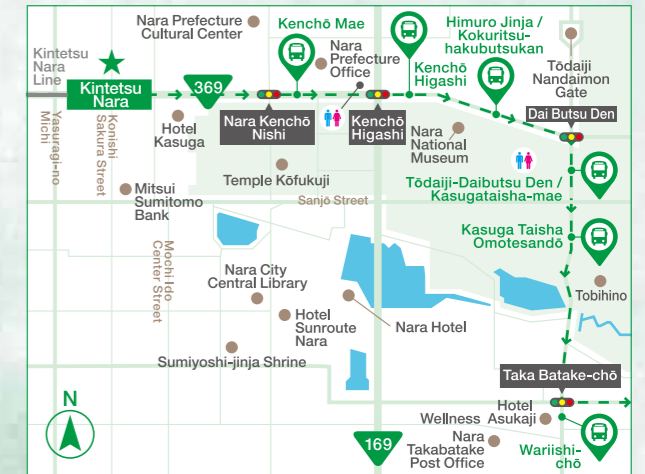 Nara Prefecture
Cultural Center
Kenchō Mae
Himuro Jinja /
Kokuritsu-
hakubutsukan
Kintetsu
Nara
Line
Kintetsu
Nara
369
Nara
Prefecture
Office
Kenchō
Higashi
Tōdaiji
Nandaimon
Gate
Yasuragi-no
Michi
Konishi
Sakura Street
Hotel
Kasuga
Nara Kenchō
Nishi
Kenchō
Higashi
Nara
National
Museum
Dai Butsu Den
Temple Kōfukuji
Tōdaiji-Daibutsu Den /
Kasugataisha-mae
Mitsui
Sumitomo
Bank
Sanjō Street
Kasuga Taisha
Omotesandō
Mochi-Ido
Center Street
Nara City
Central Library
Tobihino
Hotel
Sunroute
Nara
Nara Hotel
Sumiyoshi-jinja Shrine
Taka Batake-chō
N
169
Hotel
Asukaji
Wellness
Nara
Takabatake
Post Office
Wariishi-
chō